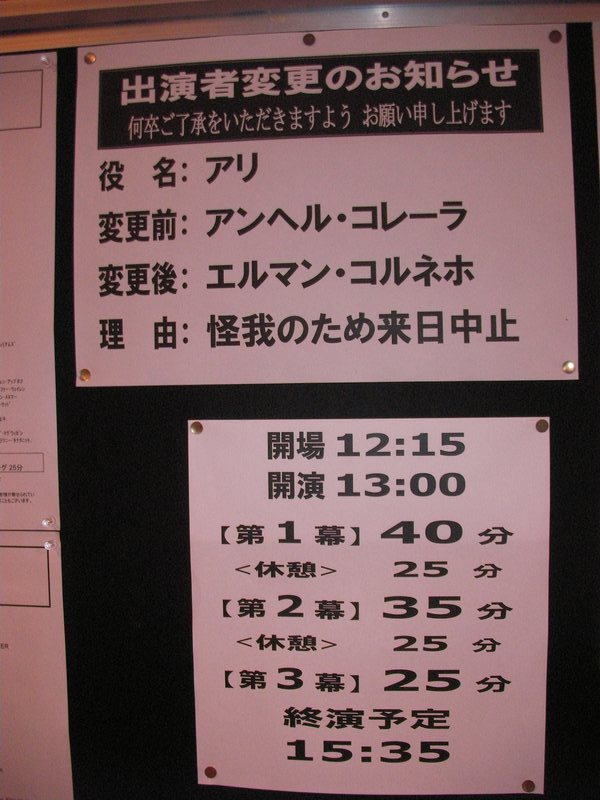 出演者変更のお知らせ
何卒ご了承をいただきますよう お願い申し上げます
役　名: アリ
変更前: アンヘル・コレーラ
変更後: エルマン・コルネホ
理　由: 怪我のため来日中止
開場 12:15
開演 13:00
【第1幕】 40 分
<休憩> 25 分
【第2幕】 35 分
<休憩> 25 分
【第3幕】 25 分
終演予定
15:35